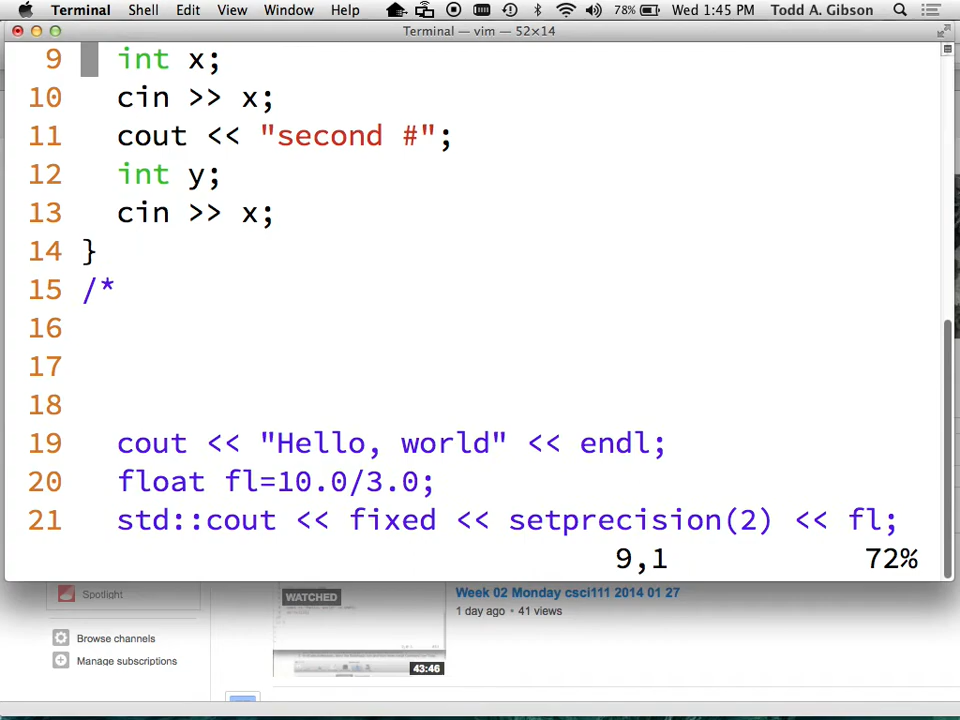 Terminal Shell Edit View Window Help 78% Wed 1:45 PM Todd A. Gibson
Terminal — vim — 52×14
9 int x;
10 cin >> x;
11 cout << "second #";
12 int y;
13 cin >> x;
14 }
15 /*
16
17
18
19 cout << "Hello, world" << endl;
20 float fl=10.0/3.0;
21 std::cout << fixed << setprecision(2) << fl;
9,1 72%
Spotlight
Browse channels
Manage subscriptions
WATCHED
43:46
Week 02 Monday csci111 2014 01 27
1 day ago • 41 views